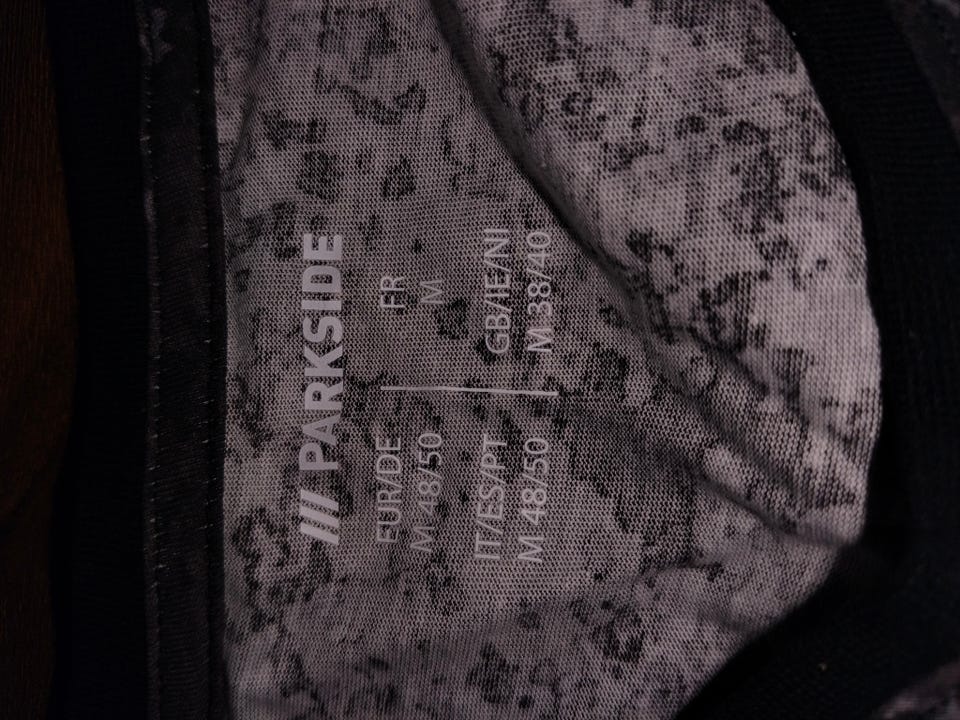 /// PARKSIDE
EUR/DE
M 48/50
FR
M
IT/ES/PT
M 48/50
GB/IE/NI
M 38/40